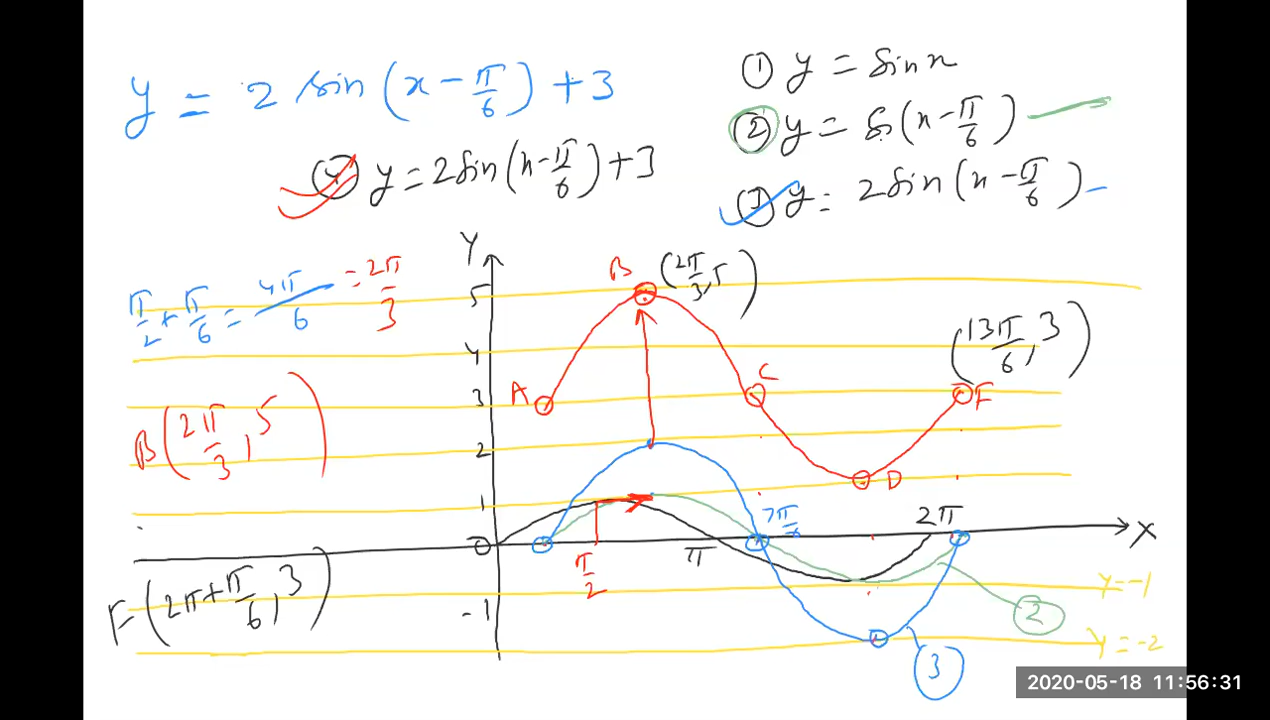 y = 2 sin (x - π/6) + 3
① y = sin x
② y = s(x - π/6)
④ y = 2 sin (x - π/6) + 3
③ y = 2 sin (x - π/6)
Y
B (2π/3, 5)
π/2 + π/6 = 4π/6 = 2π/3
5
(13π/6, 3)
4
A
3
C
F
B (2π/3, 5)
2
D
1
7π/6
2π
O
π
X
π/2
F (2π + π/6, 3)
-1
y = -1
②
y = -2
③
2020-05-18 11:56:31